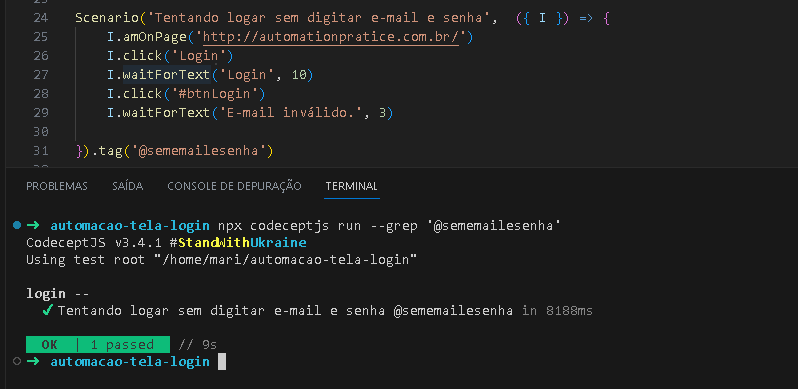 24 Scenario('Tentando logar sem digitar e-mail e senha', ({ I }) => {
25 I.amOnPage('http://automationpratice.com.br/')
26 I.click('Login')
27 I.waitForText('Login', 10)
28 I.click('#btnLogin')
29 I.waitForText('E-mail inválido.', 3)
30
31 }).tag('@sememailesenha')
PROBLEMAS SAÍDA CONSOLE DE DEPURAÇÃO TERMINAL
➜ automacao-tela-login npx codeceptjs run --grep '@sememailesenha'
CodeceptJS v3.4.1 #StandWithUkraine
Using test root "/home/mari/automacao-tela-login"
login --
✔ Tentando logar sem digitar e-mail e senha @sememailesenha in 8188ms
OK | 1 passed // 9s
➜ automacao-tela-login